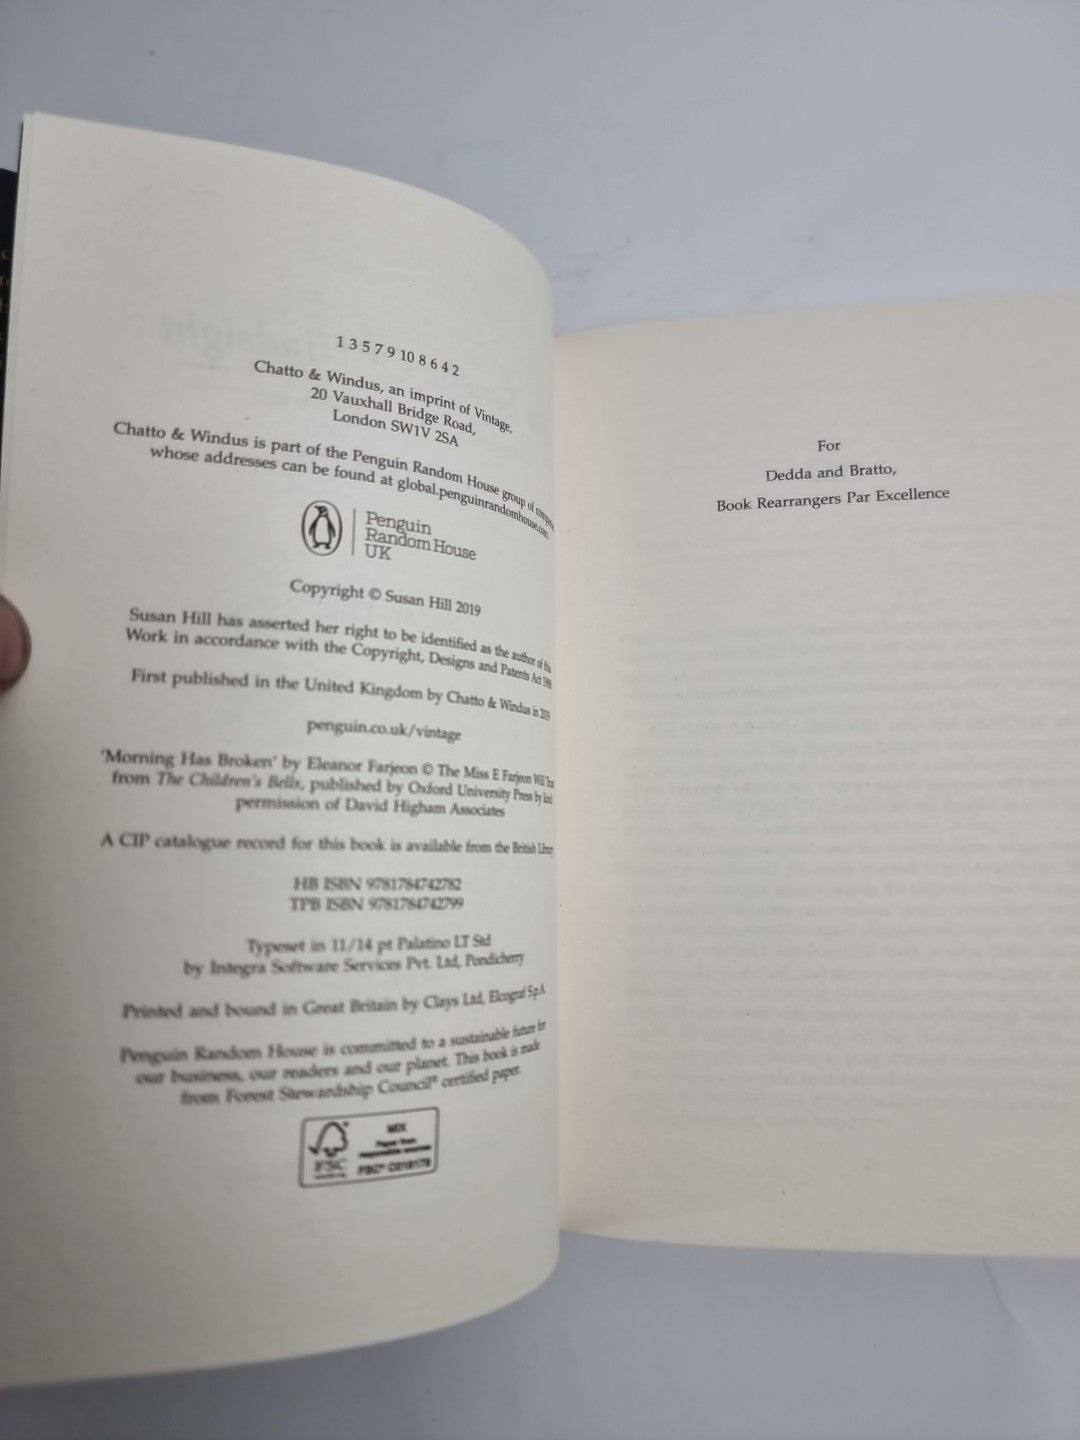 1 3 5 7 9 10 8 6 4 2
Chatto & Windus, an imprint of Vintage,
20 Vauxhall Bridge Road,
London SW1V 2SA
Chatto & Windus is part of the Penguin Random House group of companies
whose addresses can be found at global.penguinrandomhouse.com.
Penguin
Random House
UK
Copyright © Susan Hill 2019
Susan Hill has asserted her right to be identified as the author of this
Work in accordance with the Copyright, Designs and Patents Act 1988
First published in the United Kingdom by Chatto & Windus in 2019
penguin.co.uk/vintage
'Morning Has Broken' by Eleanor Farjeon © The Miss E Farjeon Will Trust
from The Children's Bells, published by Oxford University Press by kind
permission of David Higham Associates
A CIP catalogue record for this book is available from the British Library
HB ISBN 9781784742782
TPB ISBN 9781784742799
Typeset in 11/14 pt Palatino LT Std
by Integra Software Services Pvt. Ltd, Pondicherry
Printed and bound in Great Britain by Clays Ltd, Elcograf S.p.A.
Penguin Random House is committed to a sustainable future for
our business, our readers and our planet. This book is made
from Forest Stewardship Council® certified paper.
FSC
MIX
For
Dedda and Bratto,
Book Rearrangers Par Excellence